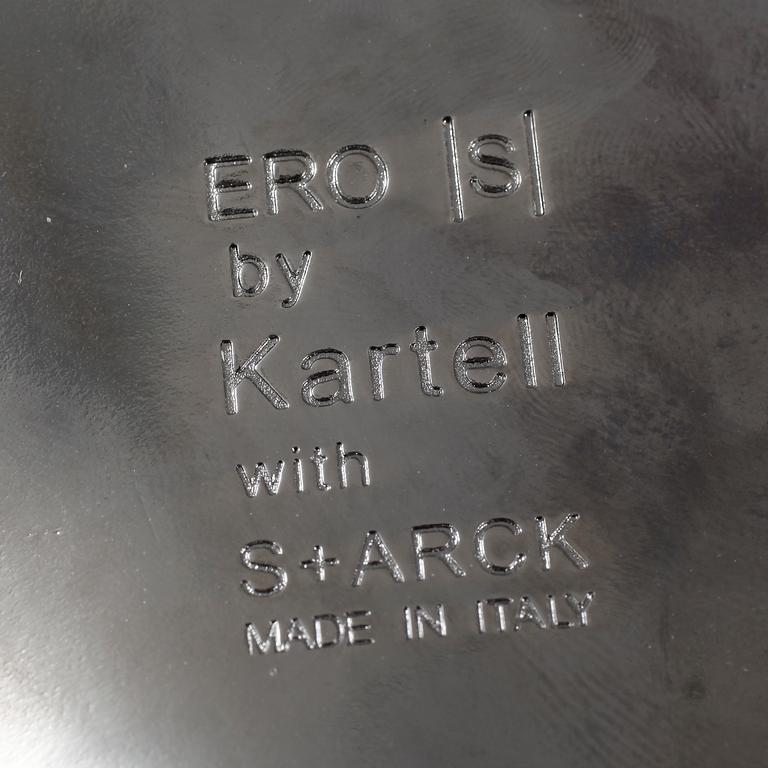 ERO |S|
by
Kartell
with
S+ARCK
MADE IN ITALY